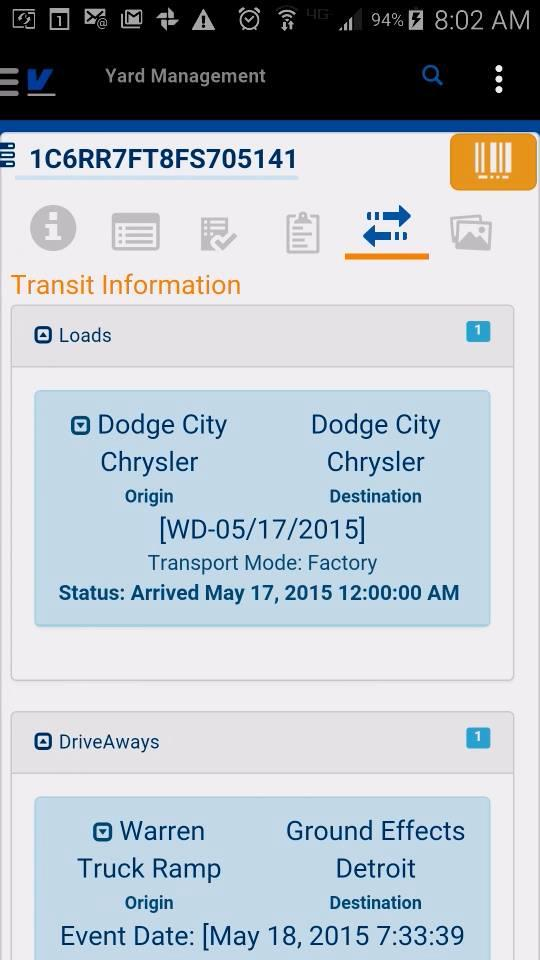 4G 94% 8:02 AM
Yard Management
1C6RR7FT8FS705141
Transit Information
Loads 1
Dodge City Dodge City
Chrysler Chrysler
Origin Destination
[WD-05/17/2015]
Transport Mode: Factory
Status: Arrived May 17, 2015 12:00:00 AM
DriveAways 1
Warren Ground Effects
Truck Ramp Detroit
Origin Destination
Event Date: [May 18, 2015 7:33:39